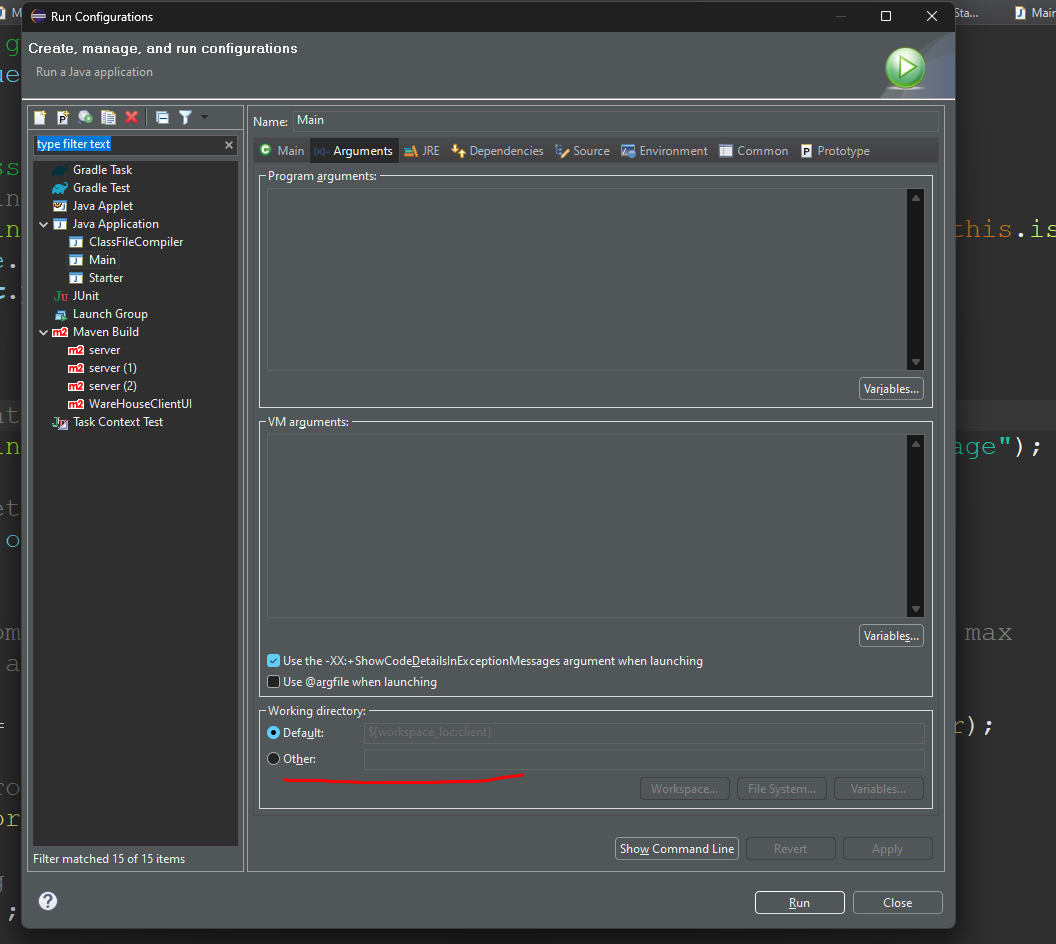 Run Configurations
Create, manage, and run configurations
Run a Java application
type filter text
Gradle Task
Gradle Test
Java Applet
Java Application
ClassFileCompiler
Main
Starter
JUnit
Launch Group
Maven Build
server
server (1)
server (2)
WareHouseClientUI
Task Context Test
Filter matched 15 of 15 items
Name: Main
Main Arguments JRE Dependencies Source Environment Common Prototype
Program arguments:
Variables...
VM arguments:
Variables...
Use the -XX:+ShowCodeDetailsInExceptionMessages argument when launching
Use @argfile when launching
Working directory:
Default: ${workspace_loc:client}
Other:
Workspace... File System... Variables...
Show Command Line Revert Apply
Run Close
Sta...
Main
this.is
age");
max
r);